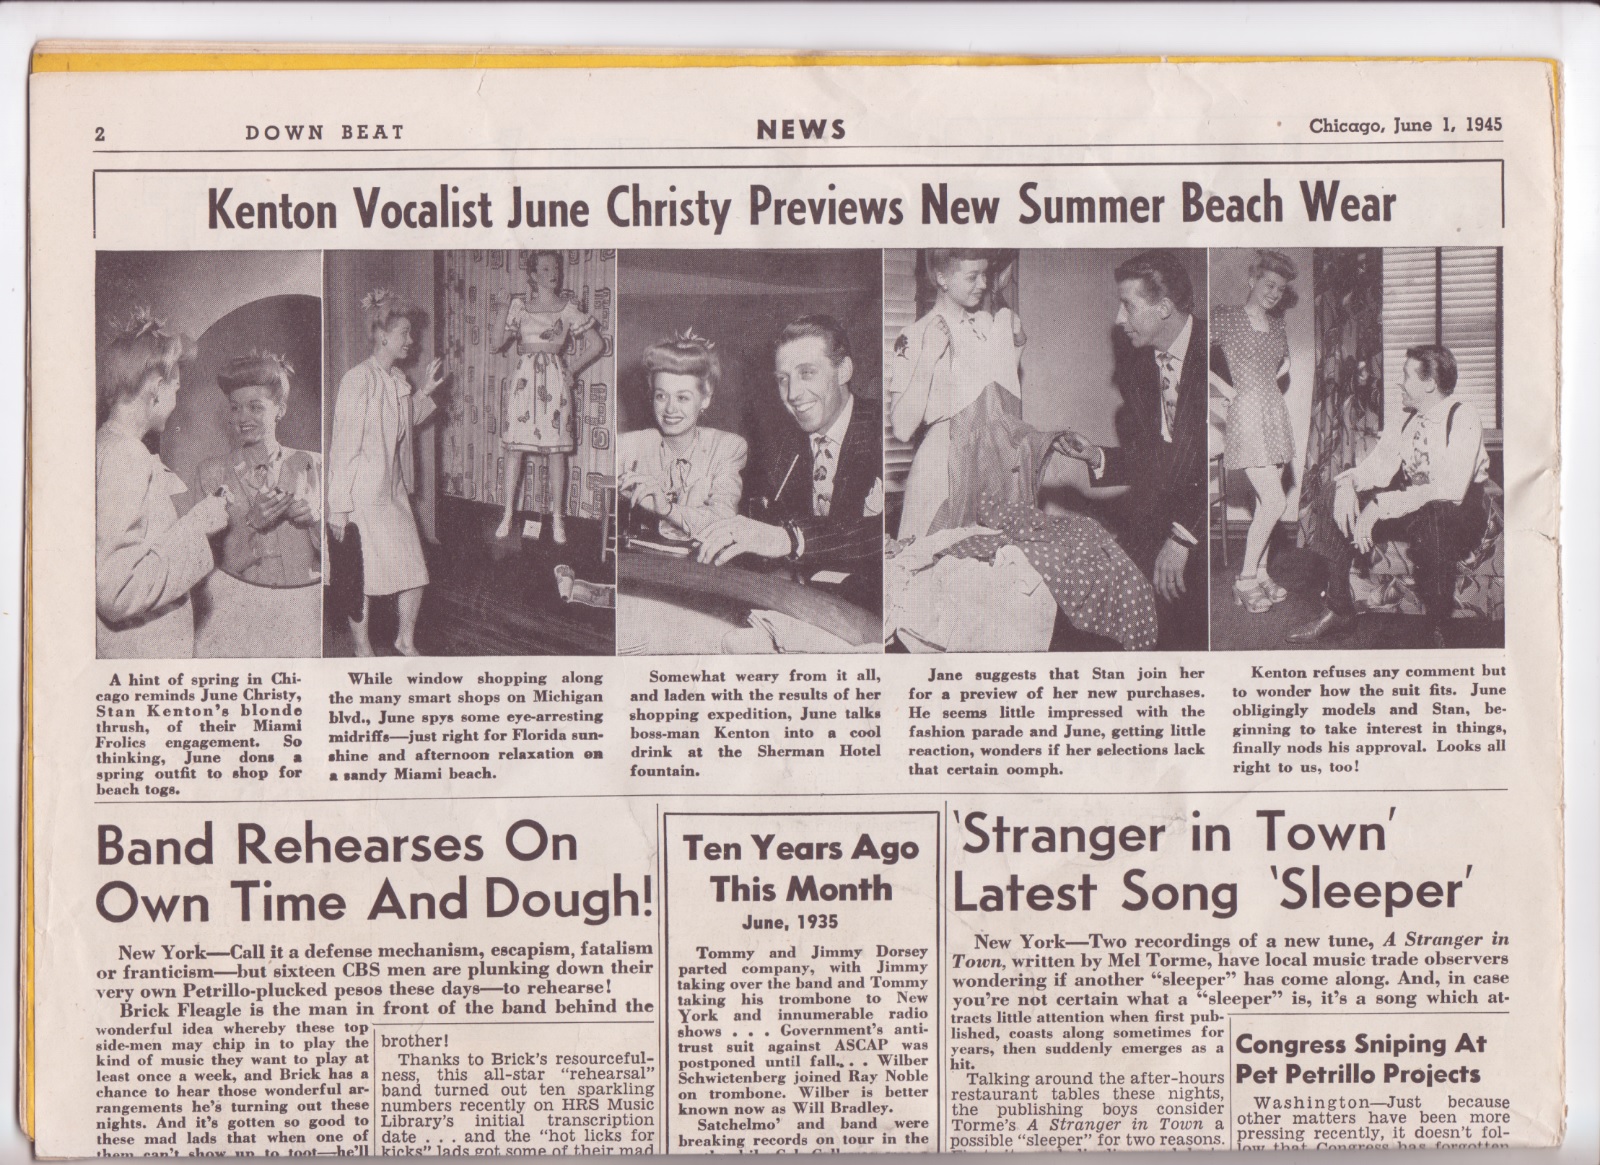 2 DOWN BEAT NEWS Chicago, June 1, 1945
Kenton Vocalist June Christy Previews New Summer Beach Wear
A hint of spring in Chi-
cago reminds June Christy,
Stan Kenton's blonde
thrush, of their Miami
Frolics engagement. So
thinking, June dons a
spring outfit to shop for
beach togs.
While window shopping along
the many smart shops on Michigan
blvd., June spys some eye-arresting
midriffs—just right for Florida sun-
shine and afternoon relaxation on
a sandy Miami beach.
Somewhat weary from it all,
and laden with the results of her
shopping expedition, June talks
boss-man Kenton into a cool
drink at the Sherman Hotel
fountain.
Jane suggests that Stan join her
for a preview of her new purchases.
He seems little impressed with the
fashion parade and June, getting little
reaction, wonders if her selections lack
that certain oomph.
Kenton refuses any comment but
to wonder how the suit fits. June
obligingly models and Stan, be-
ginning to take interest in things,
finally nods his approval. Looks all
right to us, too!
Band Rehearses On
Own Time And Dough!
New York—Call it a defense mechanism, escapism, fatalism
or franticism—but sixteen CBS men are plunking down their
very own Petrillo-plucked pesos these days—to rehearse!
Brick Fleagle is the man in front of the band behind the
wonderful idea whereby these top
side-men may chip in to play the
kind of music they want to play at
least once a week, and Brick has a
chance to hear those wonderful ar-
rangements he's turning out these
nights. And it's gotten so good to
these mad lads that when one of
them can't show up to toot—he'll
brother!
Thanks to Brick's resourceful-
ness, this all-star "rehearsal"
band turned out ten sparkling
numbers recently on HRS Music
Library's initial transcription
date . . . and the "hot licks for
kicks" lads got some of their mad
Ten Years Ago
This Month
June, 1935
Tommy and Jimmy Dorsey
parted company, with Jimmy
taking over the band and Tommy
taking his trombone to New
York and innumerable radio
shows . . . Government's anti-
trust suit against ASCAP was
postponed until fall. . . Wilber
Schwictenberg joined Ray Noble
on trombone. Wilber is better
known now as Will Bradley.
Satchelmo' and band were
breaking records on tour in the
'Stranger in Town'
Latest Song 'Sleeper'
New York—Two recordings of a new tune, A Stranger in
Town, written by Mel Torme, have local music trade observers
wondering if another "sleeper" has come along. And, in case
you're not certain what a "sleeper" is, it's a song which at-
tracts little attention when first pub-
lished, coasts along sometimes for
years, then suddenly emerges as a
hit.
Talking around the after-hours
restaurant tables these nights,
the publishing boys consider
Torme's A Stranger in Town a
possible "sleeper" for two reasons.
Congress Sniping At
Pet Petrillo Projects
Washington—Just because
other matters have been more
pressing recently, it doesn't fol-
low that Congress has forgotten